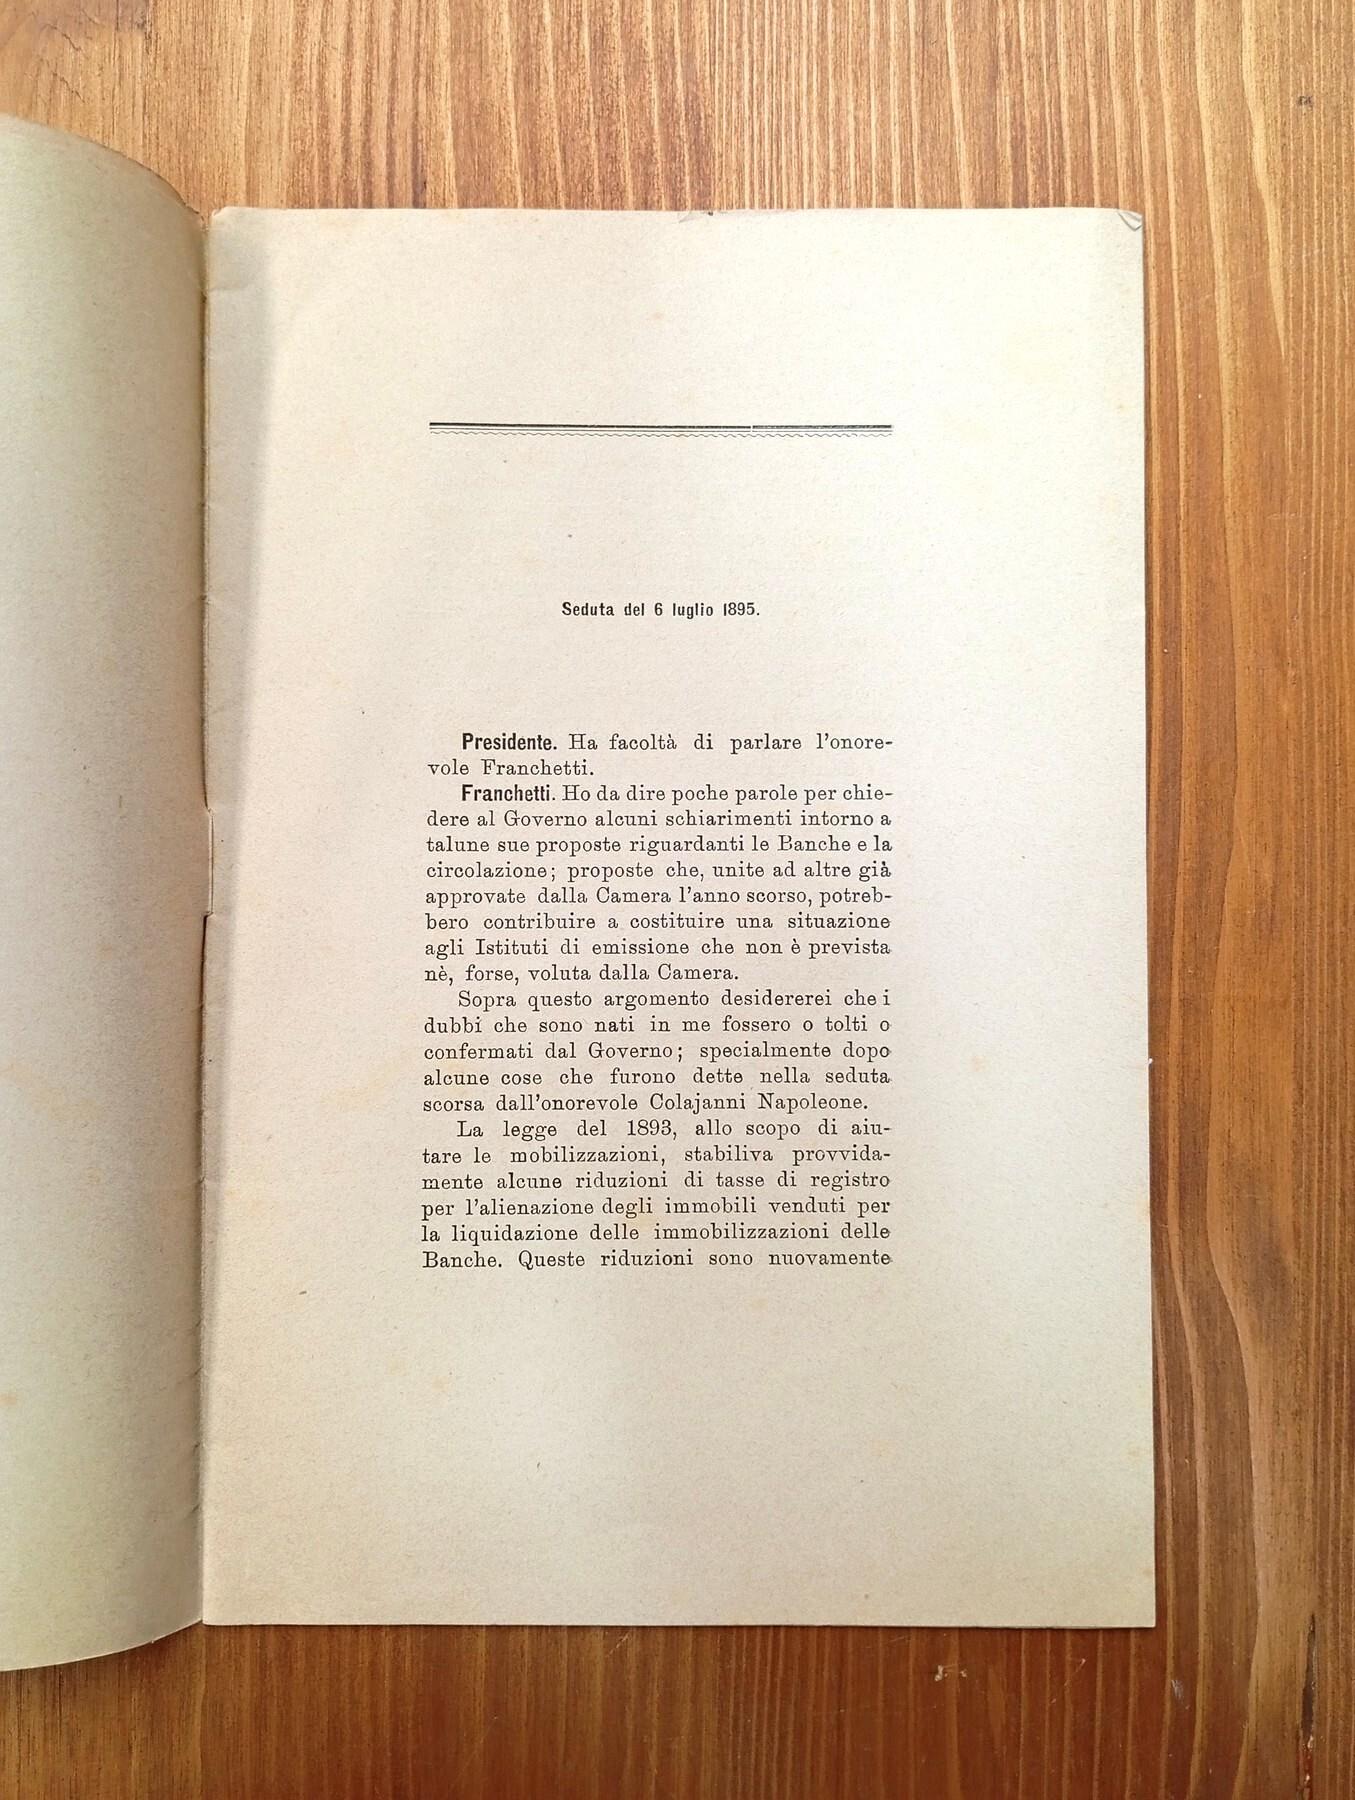 Seduta del 6 luglio 1895.
Presidente. Ha facoltà di parlare l'onore-
vole Franchetti.
Franchetti. Ho da dire poche parole per chie-
dere al Governo alcuni schiarimenti intorno a
talune sue proposte riguardanti le Banche e la
circolazione; proposte che, unite ad altre già
approvate dalla Camera l'anno scorso, potreb-
bero contribuire a costituire una situazione
agli Istituti di emissione che non è prevista
nè, forse, voluta dalla Camera.
Sopra questo argomento desidererei che i
dubbi che sono nati in me fossero o tolti o
confermati dal Governo; specialmente dopo
alcune cose che furono dette nella seduta
scorsa dall'onorevole Colajanni Napoleone.
La legge del 1893, allo scopo di aiu-
tare le mobilizzazioni, stabiliva provvida-
mente alcune riduzioni di tasse di registro
per l'alienazione degli immobili venduti per
la liquidazione delle immobilizzazioni delle
Banche. Queste riduzioni sono nuovamente